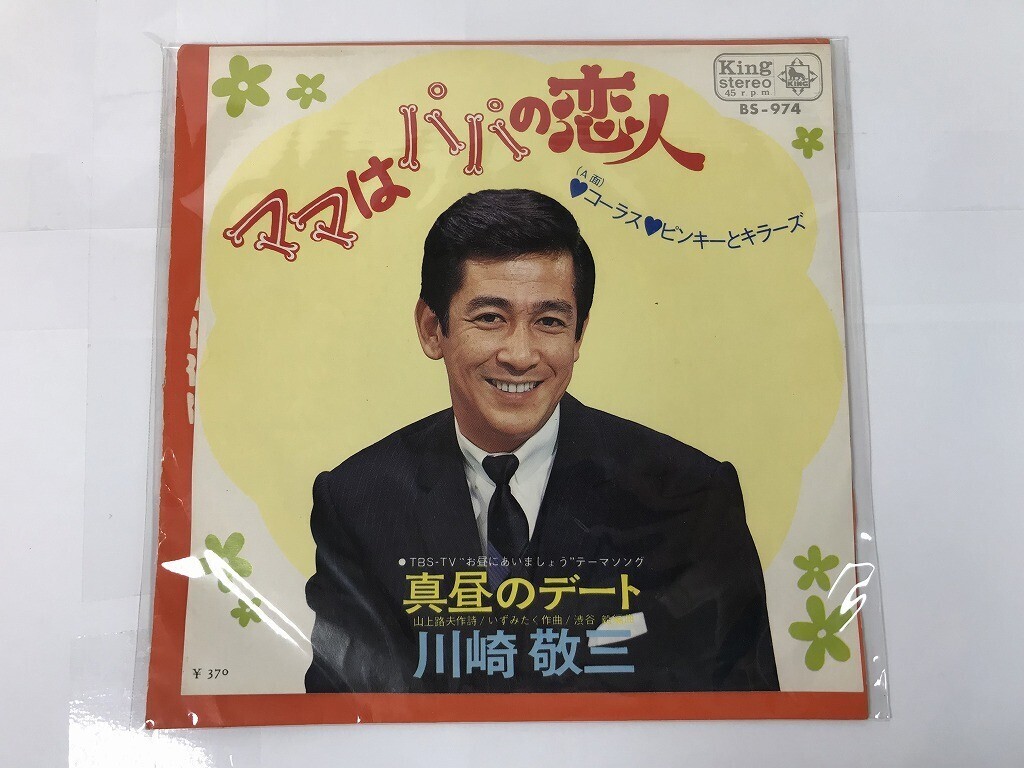 King
stereo
45 r.p.m
KING
BS-974
ママはパパの恋人
(A面)
♥コーラス♥ピンキーとキラーズ
●TBS-TV"お昼にあいましょう"テーマソング
真昼のデート
山上路夫作詩/いずみたく作曲/渋谷
川崎 敬三
¥ 370